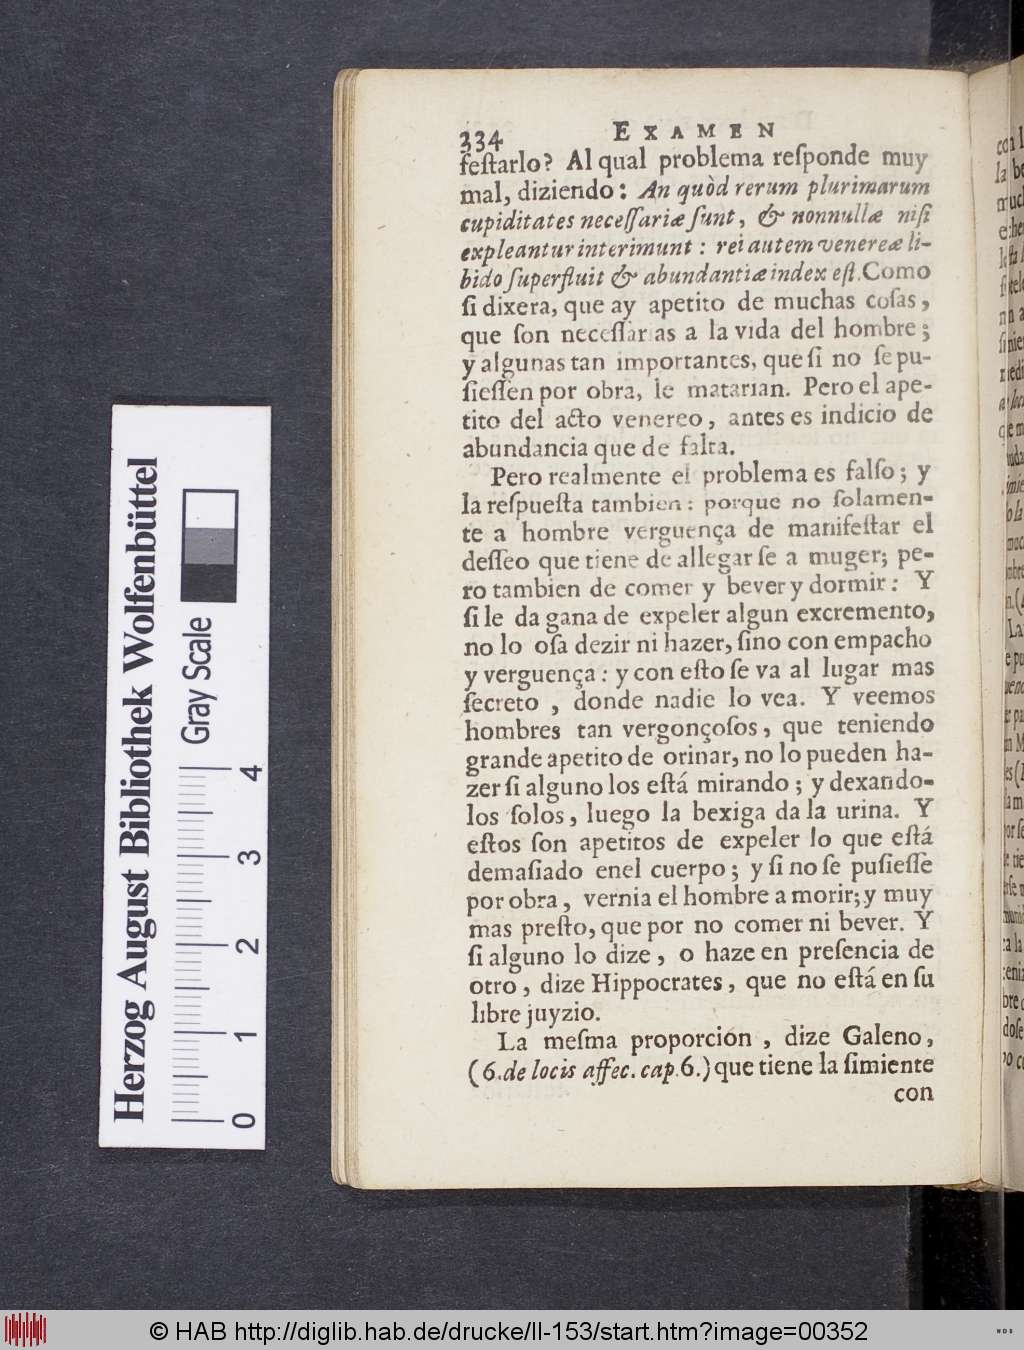 334 EXAMEN
feſtarlo? Al qual problema reſponde muy
mal, diziendo: An quòd rerum plurimarum
cupiditates neceſſariæ ſunt, & nonnullæ niſi
expleantur interimunt: rei autem venereæ li-
bido ſuperfluit & abundantiæ index eſt. Como
ſi dixera, que ay apetito de muchas coſas,
que ſon neceſſarias a la vida del hombre;
y algunas tan importantes, que ſi no ſe pu-
ſieſſen por obra, le matarian. Pero el ape-
tito del acto venereo, antes es indicio de
abundancia que de falta.
Pero realmente el problema es falſo; y
la reſpueſta tambien: porque no ſolamen-
te a hombre verguença de manifeſtar el
deſſeo que tiene de allegar ſe a muger; pe-
ro tambien de comer y bever y dormir: Y
ſi le da gana de expeler algun excremento,
no lo oſa dezir ni hazer, ſino con empacho
y verguença: y con eſto ſe va al lugar mas
ſecreto, donde nadie lo vea. Y veemos
hombres tan vergonçoſos, que teniendo
grande apetito de orinar, no lo pueden ha-
zer ſi alguno los eſtá mirando; y dexando-
los ſolos, luego la bexiga da la urina. Y
eſtos ſon apetitos de expeler lo que eſtá
demaſiado enel cuerpo; y ſi no ſe puſieſſe
por obra, vernia el hombre a morir; y muy
mas preſto, que por no comer ni bever. Y
ſi alguno lo dize, o haze en preſencia de
otro, dize Hippocrates, que no eſtá en ſu
libre juyzio.
La meſma proporcion, dize Galeno,
(6. de locis affec. cap. 6.) que tiene la ſimiente
con
Herzog August Bibliothek Wolfenbüttel
Gray Scale
0 1 2 3 4
© HAB http://diglib.hab.de/drucke/ll-153/start.htm?image=00352